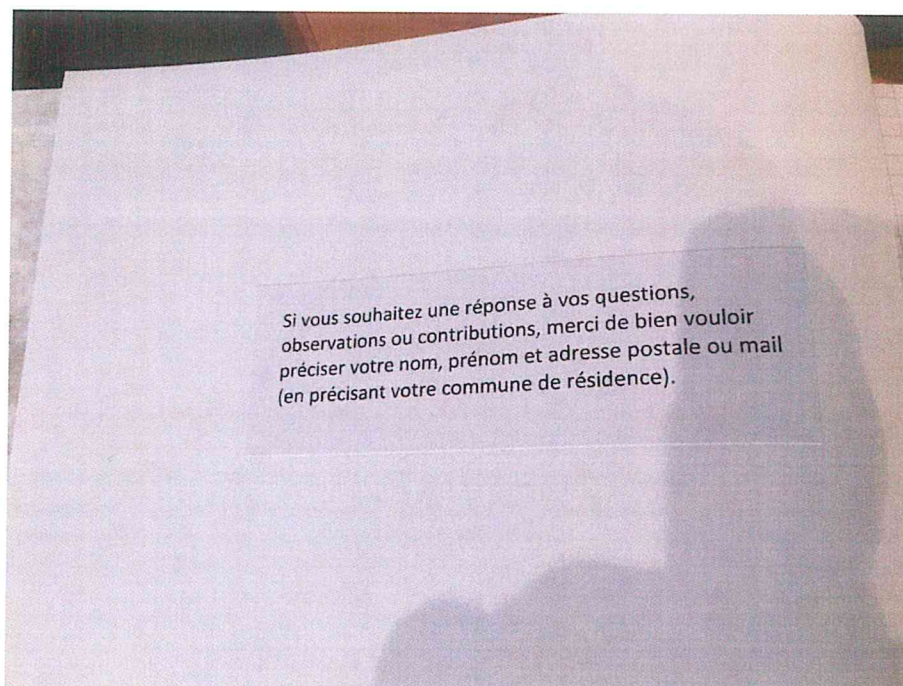 Si vous souhaitez une réponse à vos questions,
observations ou contributions, merci de bien vouloir
préciser votre nom, prénom et adresse postale ou mail
(en précisant votre commune de résidence).